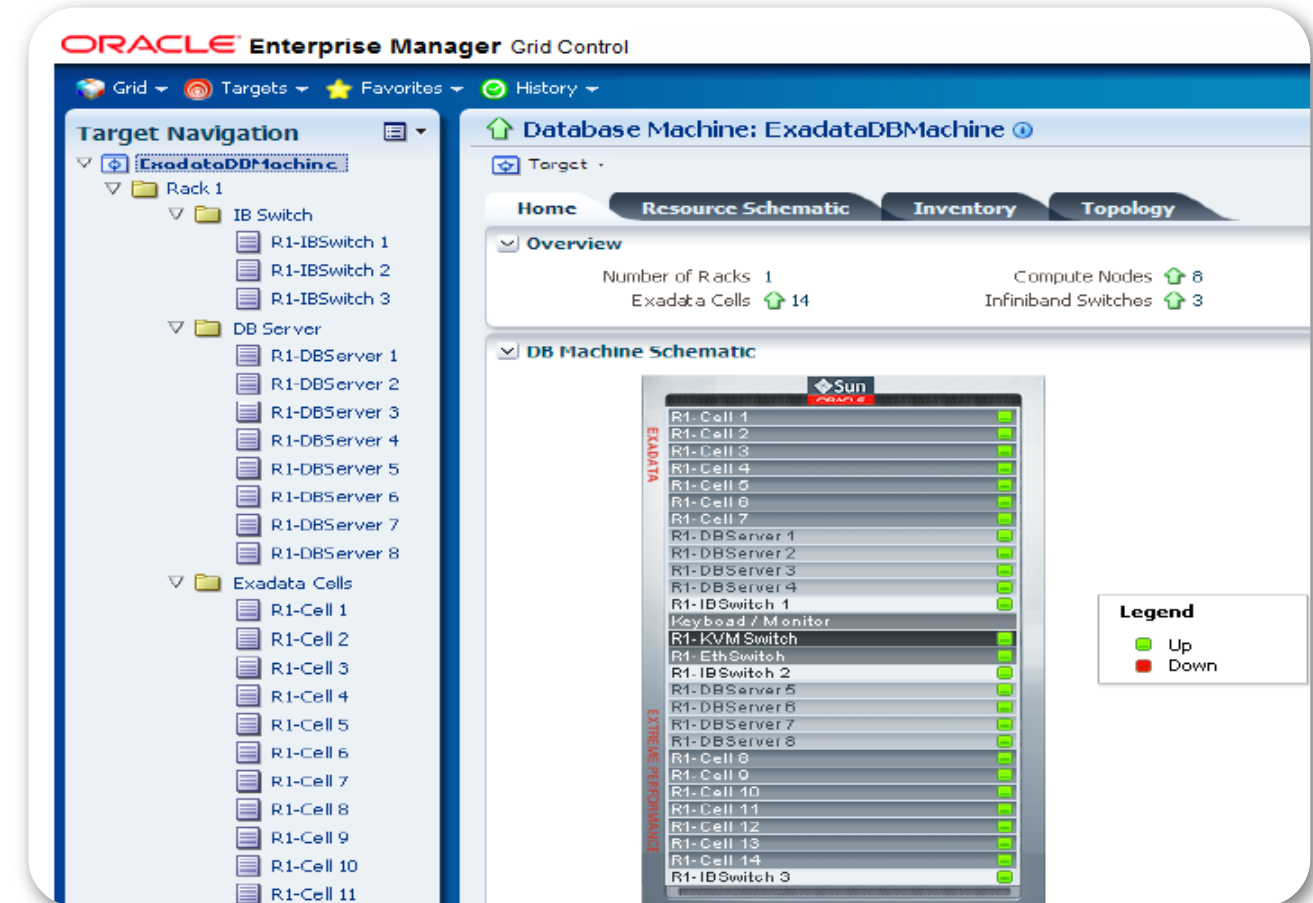 ORACLE Enterprise Manager Grid Control
Grid Targets Favorites History
Target Navigation
ExadataDBMachine
Rack 1
IB Switch
R1-IBSwitch 1
R1-IBSwitch 2
R1-IBSwitch 3
DB Server
R1-DBServer 1
R1-DBServer 2
R1-DBServer 3
R1-DBServer 4
R1-DBServer 5
R1-DBServer 6
R1-DBServer 7
R1-DBServer 8
Exadata Cells
R1-Cell 1
R1-Cell 2
R1-Cell 3
R1-Cell 4
R1-Cell 5
R1-Cell 6
R1-Cell 7
R1-Cell 8
R1-Cell 9
R1-Cell 10
R1-Cell 11
Database Machine: ExadataDBMachine
Target
Home Resource Schematic Inventory Topology
Overview
Number of Racks 1 Compute Nodes 8
Exadata Cells 14 Infiniband Switches 3
DB Machine Schematic
Sun
ORACLE
EXADATA
R1-Cell 1
R1-Cell 2
R1-Cell 3
R1-Cell 4
R1-Cell 5
R1-Cell 6
R1-Cell 7
R1-DBServer 1
R1-DBServer 2
R1-DBServer 3
R1-DBServer 4
R1-IBSwitch 1
Keyboad / Monitor
R1-KVM Switch
R1-EthSwitch
R1-IBSwitch 2
R1-DBServer 5
R1-DBServer 6
R1-DBServer 7
R1-DBServer 8
R1-Cell 8
R1-Cell 9
R1-Cell 10
R1-Cell 11
R1-Cell 12
R1-Cell 13
R1-Cell 14
R1-IBSwitch 3
EXTREME PERFORMANCE
Legend
Up
Down